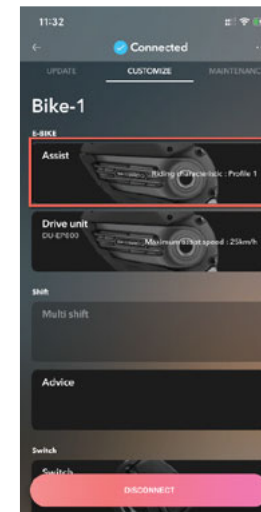 11:32
Connected
UPDATE CUSTOMIZE MAINTENANC
Bike-1
E-BIKE
Assist
Riding characteristic : Profile 1
Drive unit
DU-EP800
Maximum assist speed : 25km/h
Shift
Multi shift
Advice
Switch
Switch
DISCONNECT